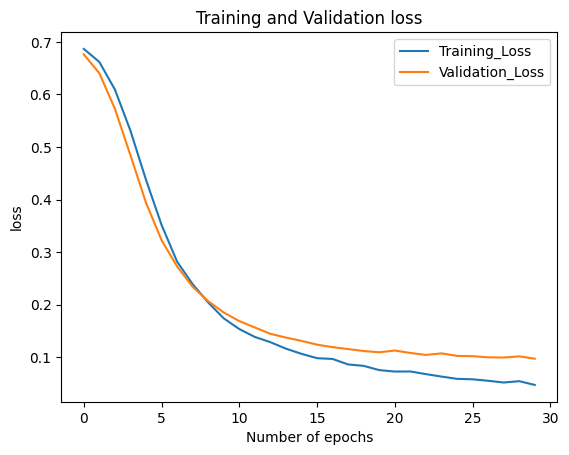 Training and Validation loss
Training_Loss
Validation_Loss
0.7
0.6
0.5
0.4
0.3
0.2
0.1
loss
0
5
10
15
20
25
30
Number of epochs